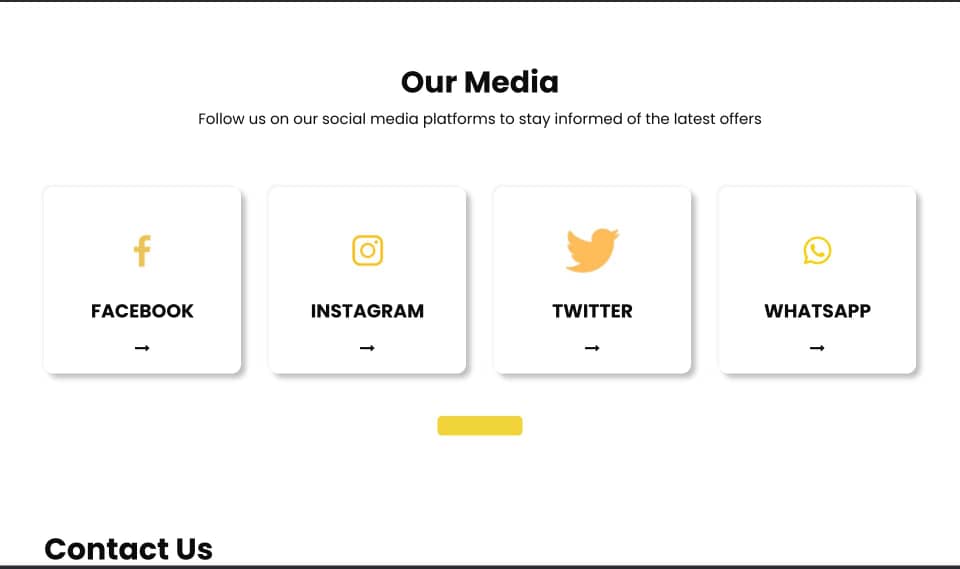 Our Media
Follow us on our social media platforms to stay informed of the latest offers
FACEBOOK
INSTAGRAM
TWITTER
WHATSAPP
Contact Us